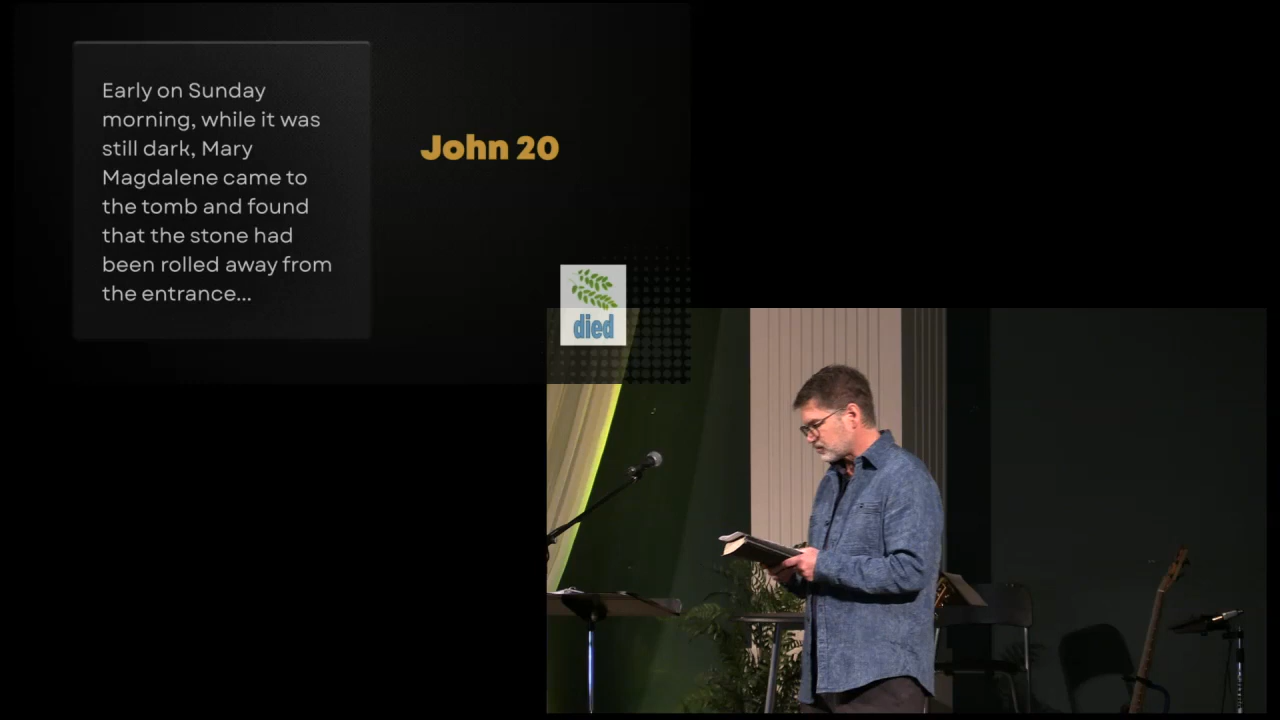 Early on Sunday
morning, while it was
still dark, Mary
Magdalene came to
the tomb and found
that the stone had
been rolled away from
the entrance...
John 20
died